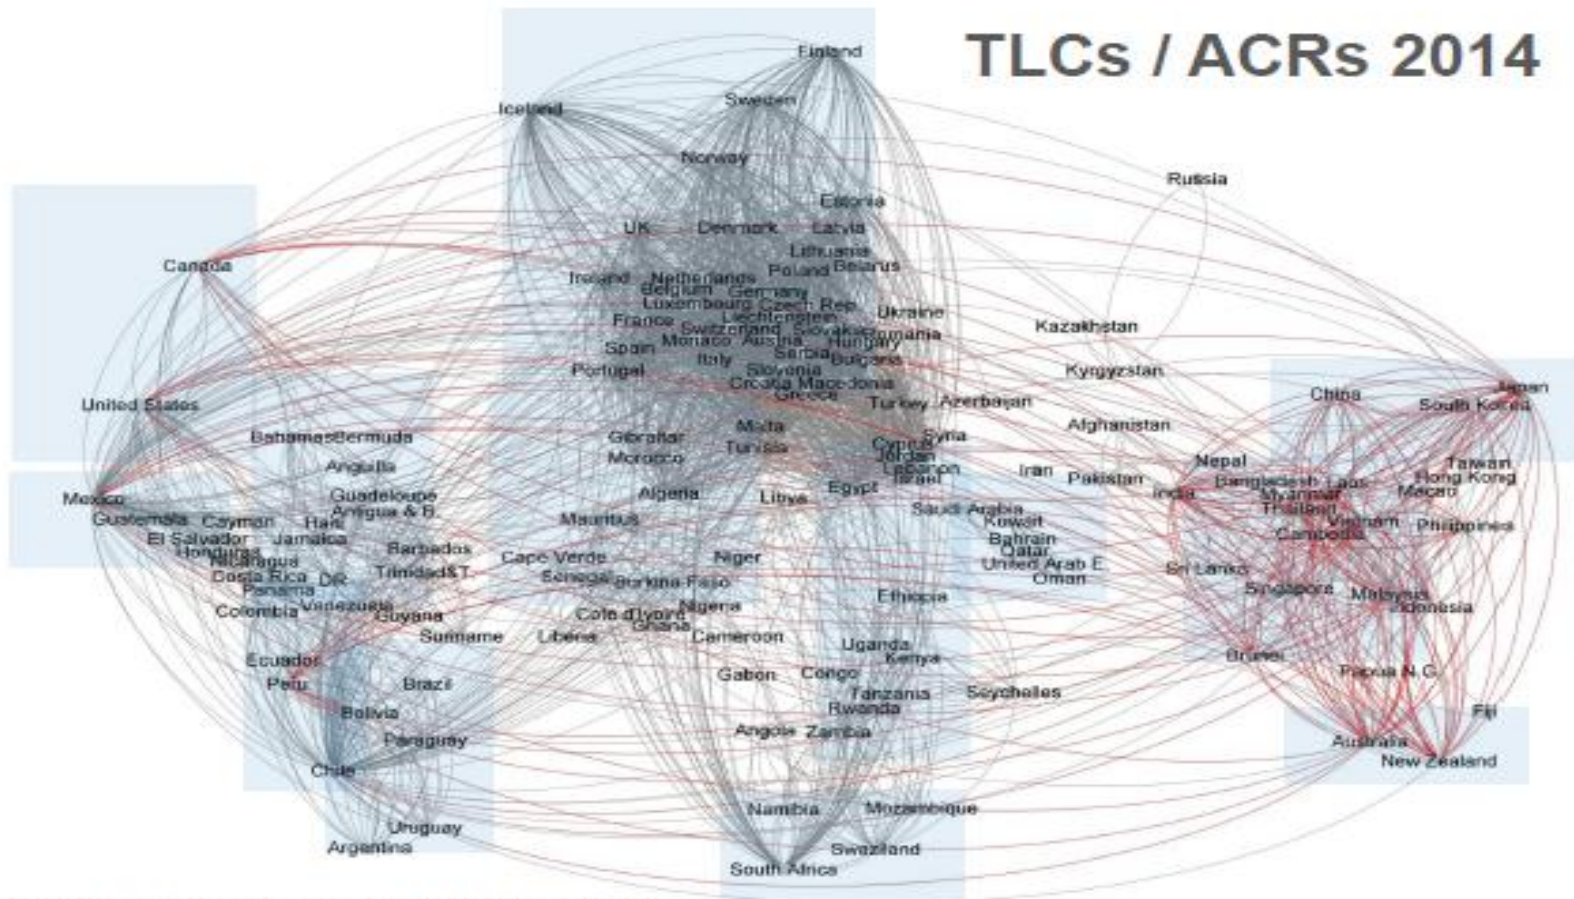 TLCs / ACRs 2014
Finland
Sweden
Iceland
Norway
Russia
Estonia
UK
Denmark
Latvia
Lithuania
Canada
Poland
Belarus
Ireland
Netherlands
Belgium
Germany
Luxembourg
Czech Rep.
Ukraine
France
Liechtenstein
Kazakhstan
Switzerland
Romania
Monaco
Austria
Hungary
Spain
Serbia
Italy
Bulgaria
Portugal
Slovenia
Kyrgyzstan
Croatia
Macedonia
Japan
Greece
China
United States
Turkey
Azerbaijan
South Korea
Malta
Afghanistan
Bahamas
Bermuda
Gibraltar
Syria
Tunisia
Cyprus
Morocco
Jordan
Nepal
Taiwan
Anguilla
Lebanon
Iran
Israel
Pakistan
Bangladesh
Laos
Hong Kong
Mexico
Guadeloupe
Algeria
Libya
Egypt
India
Myanmar
Macao
Antigua & B.
Saudi Arabia
Thailand
Guatemala
Cayman
Haiti
Mauritius
Kuwait
Vietnam
Philippines
El Salvador
Jamaica
Bahrain
Cambodia
Honduras
Barbados
Qatar
Nicaragua
Cape Verde
Niger
United Arab E.
Costa Rica
DR
Trinidad&T.
Senegal
Burkina Faso
Oman
Sri Lanka
Panama
Singapore
Malaysia
Colombia
Venezuela
Guyana
Cote d'Ivoire
Nigeria
Ethiopia
Indonesia
Ghana
Suriname
Liberia
Cameroon
Uganda
Ecuador
Kenya
Brunei
Peru
Brazil
Gabon
Congo
Papua N.G.
Tanzania
Seychelles
Bolivia
Rwanda
Fiji
Paraguay
Angola
Zambia
Australia
Chile
New Zealand
Namibia
Mozambique
Uruguay
Argentina
Swaziland
South Africa